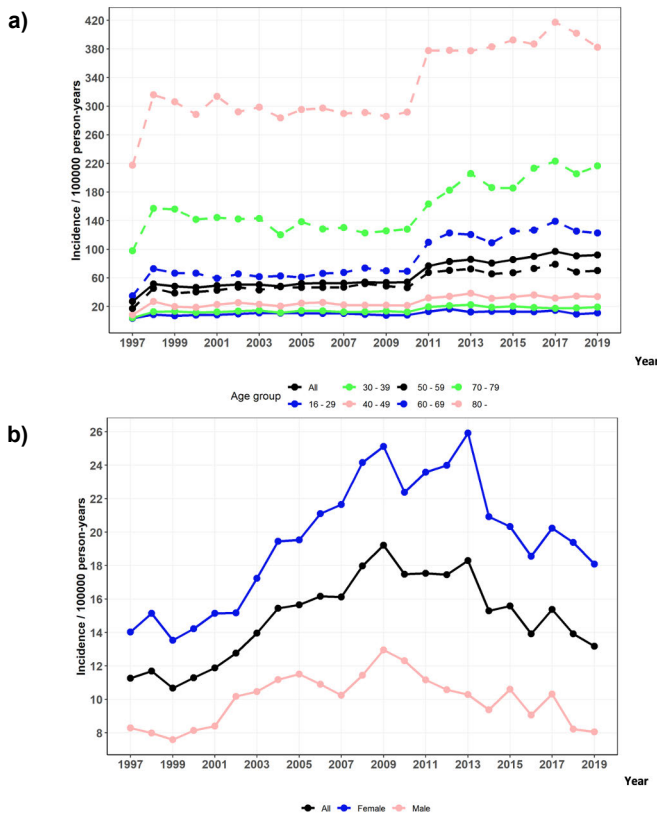 a)
Incidence / 100000 person-years
420
380
340
300
260
220
180
140
100
60
20
1997 1999 2001 2003 2005 2007 2009 2011 2013 2015 2017 2019
Year
Age group
All 30 - 39 50 - 59 70 - 79
16 - 29 40 - 49 60 - 69 80 -
b)
Incidence / 100000 person-years
26
24
22
20
18
16
14
12
10
8
1997 1999 2001 2003 2005 2007 2009 2011 2013 2015 2017 2019
Year
All Female Male